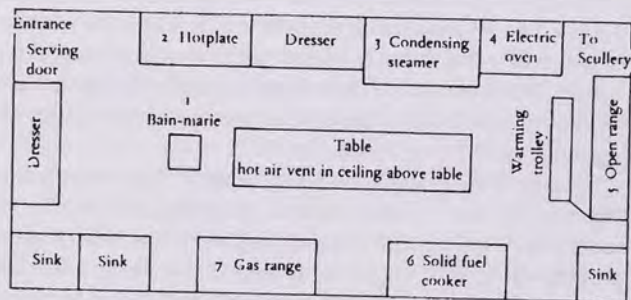 Entrance
Serving
door
2 Hotplate
Dresser
3 Condensing
steamer
4 Electric
oven
To
Scullery
Dresser
1
Bain-marie
Table
hot air vent in ceiling above table
Warming
trolley
5 Open range
Sink
Sink
7 Gas range
6 Solid fuel
cooker
Sink